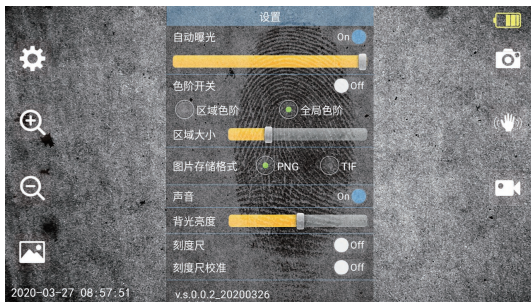 设置
自动曝光 On
色阶开关 Off
区域色阶 全局色阶
区域大小
图片存储格式 PNG TIF
声音 On
背光亮度
刻度尺 Off
刻度尺校准 Off
2020-03-27 08:57:51 v.s.0.0.2_20200326